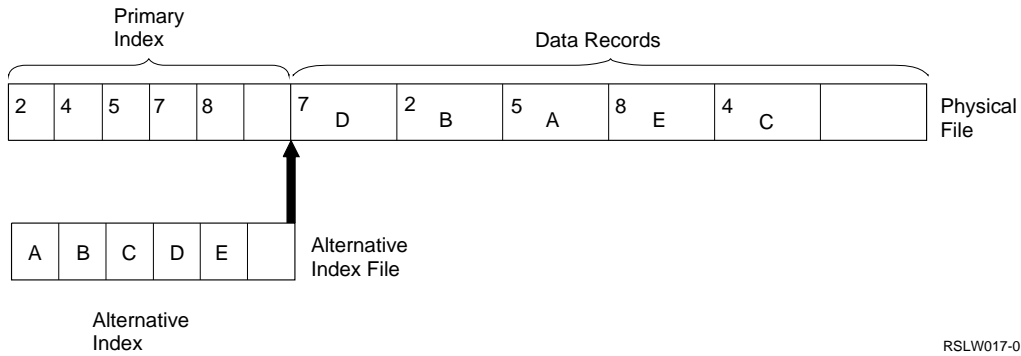 Primary
Index
Data Records
2 4 5 7 8 7 D 2 B 5 A 8 E 4 C
Physical
File
A B C D E
Alternative
Index File
Alternative
Index
RSLW017-0